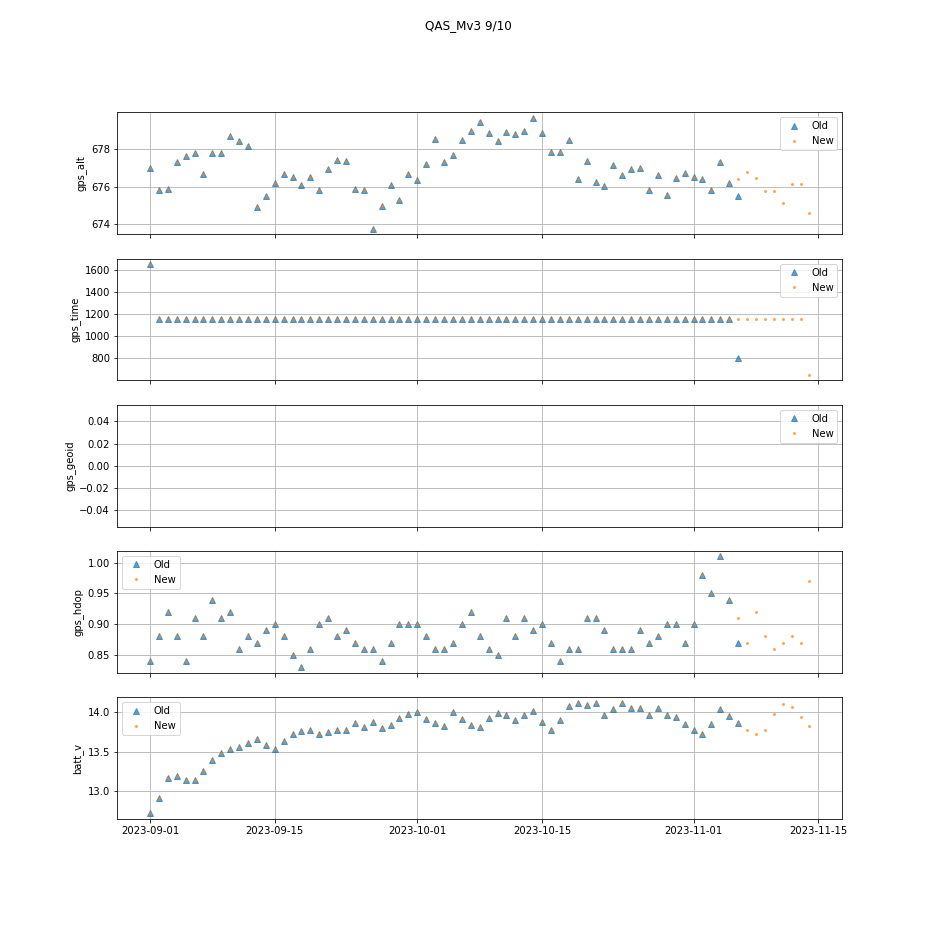 QAS_Mv3 9/10
678
676
674
gps_alt
Old
New
1600
1400
1200
1000
800
gps_time
Old
New
0.04
0.02
0.00
−0.02
−0.04
gps_geoid
Old
New
1.00
0.95
0.90
0.85
gps_hdop
Old
New
14.0
13.5
13.0
batt_v
Old
New
2023-09-01 2023-09-15 2023-10-01 2023-10-15 2023-11-01 2023-11-15